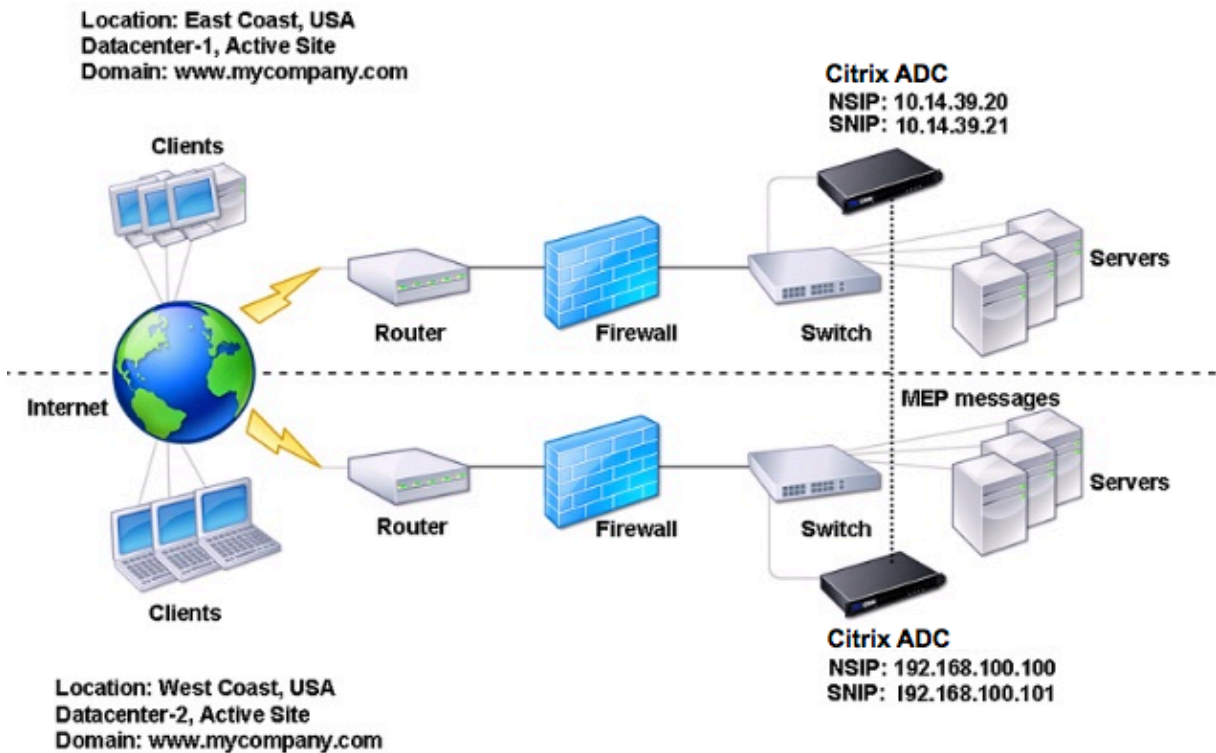 Location: East Coast, USA
Datacenter-1, Active Site
Domain: www.mycompany.com
Citrix ADC
NSIP: 10.14.39.20
SNIP: 10.14.39.21
Clients
Servers
Router
Firewall
Switch
Internet
MEP messages
Servers
Router
Firewall
Switch
Clients
Citrix ADC
NSIP: 192.168.100.100
SNIP: 192.168.100.101
Location: West Coast, USA
Datacenter-2, Active Site
Domain: www.mycompany.com